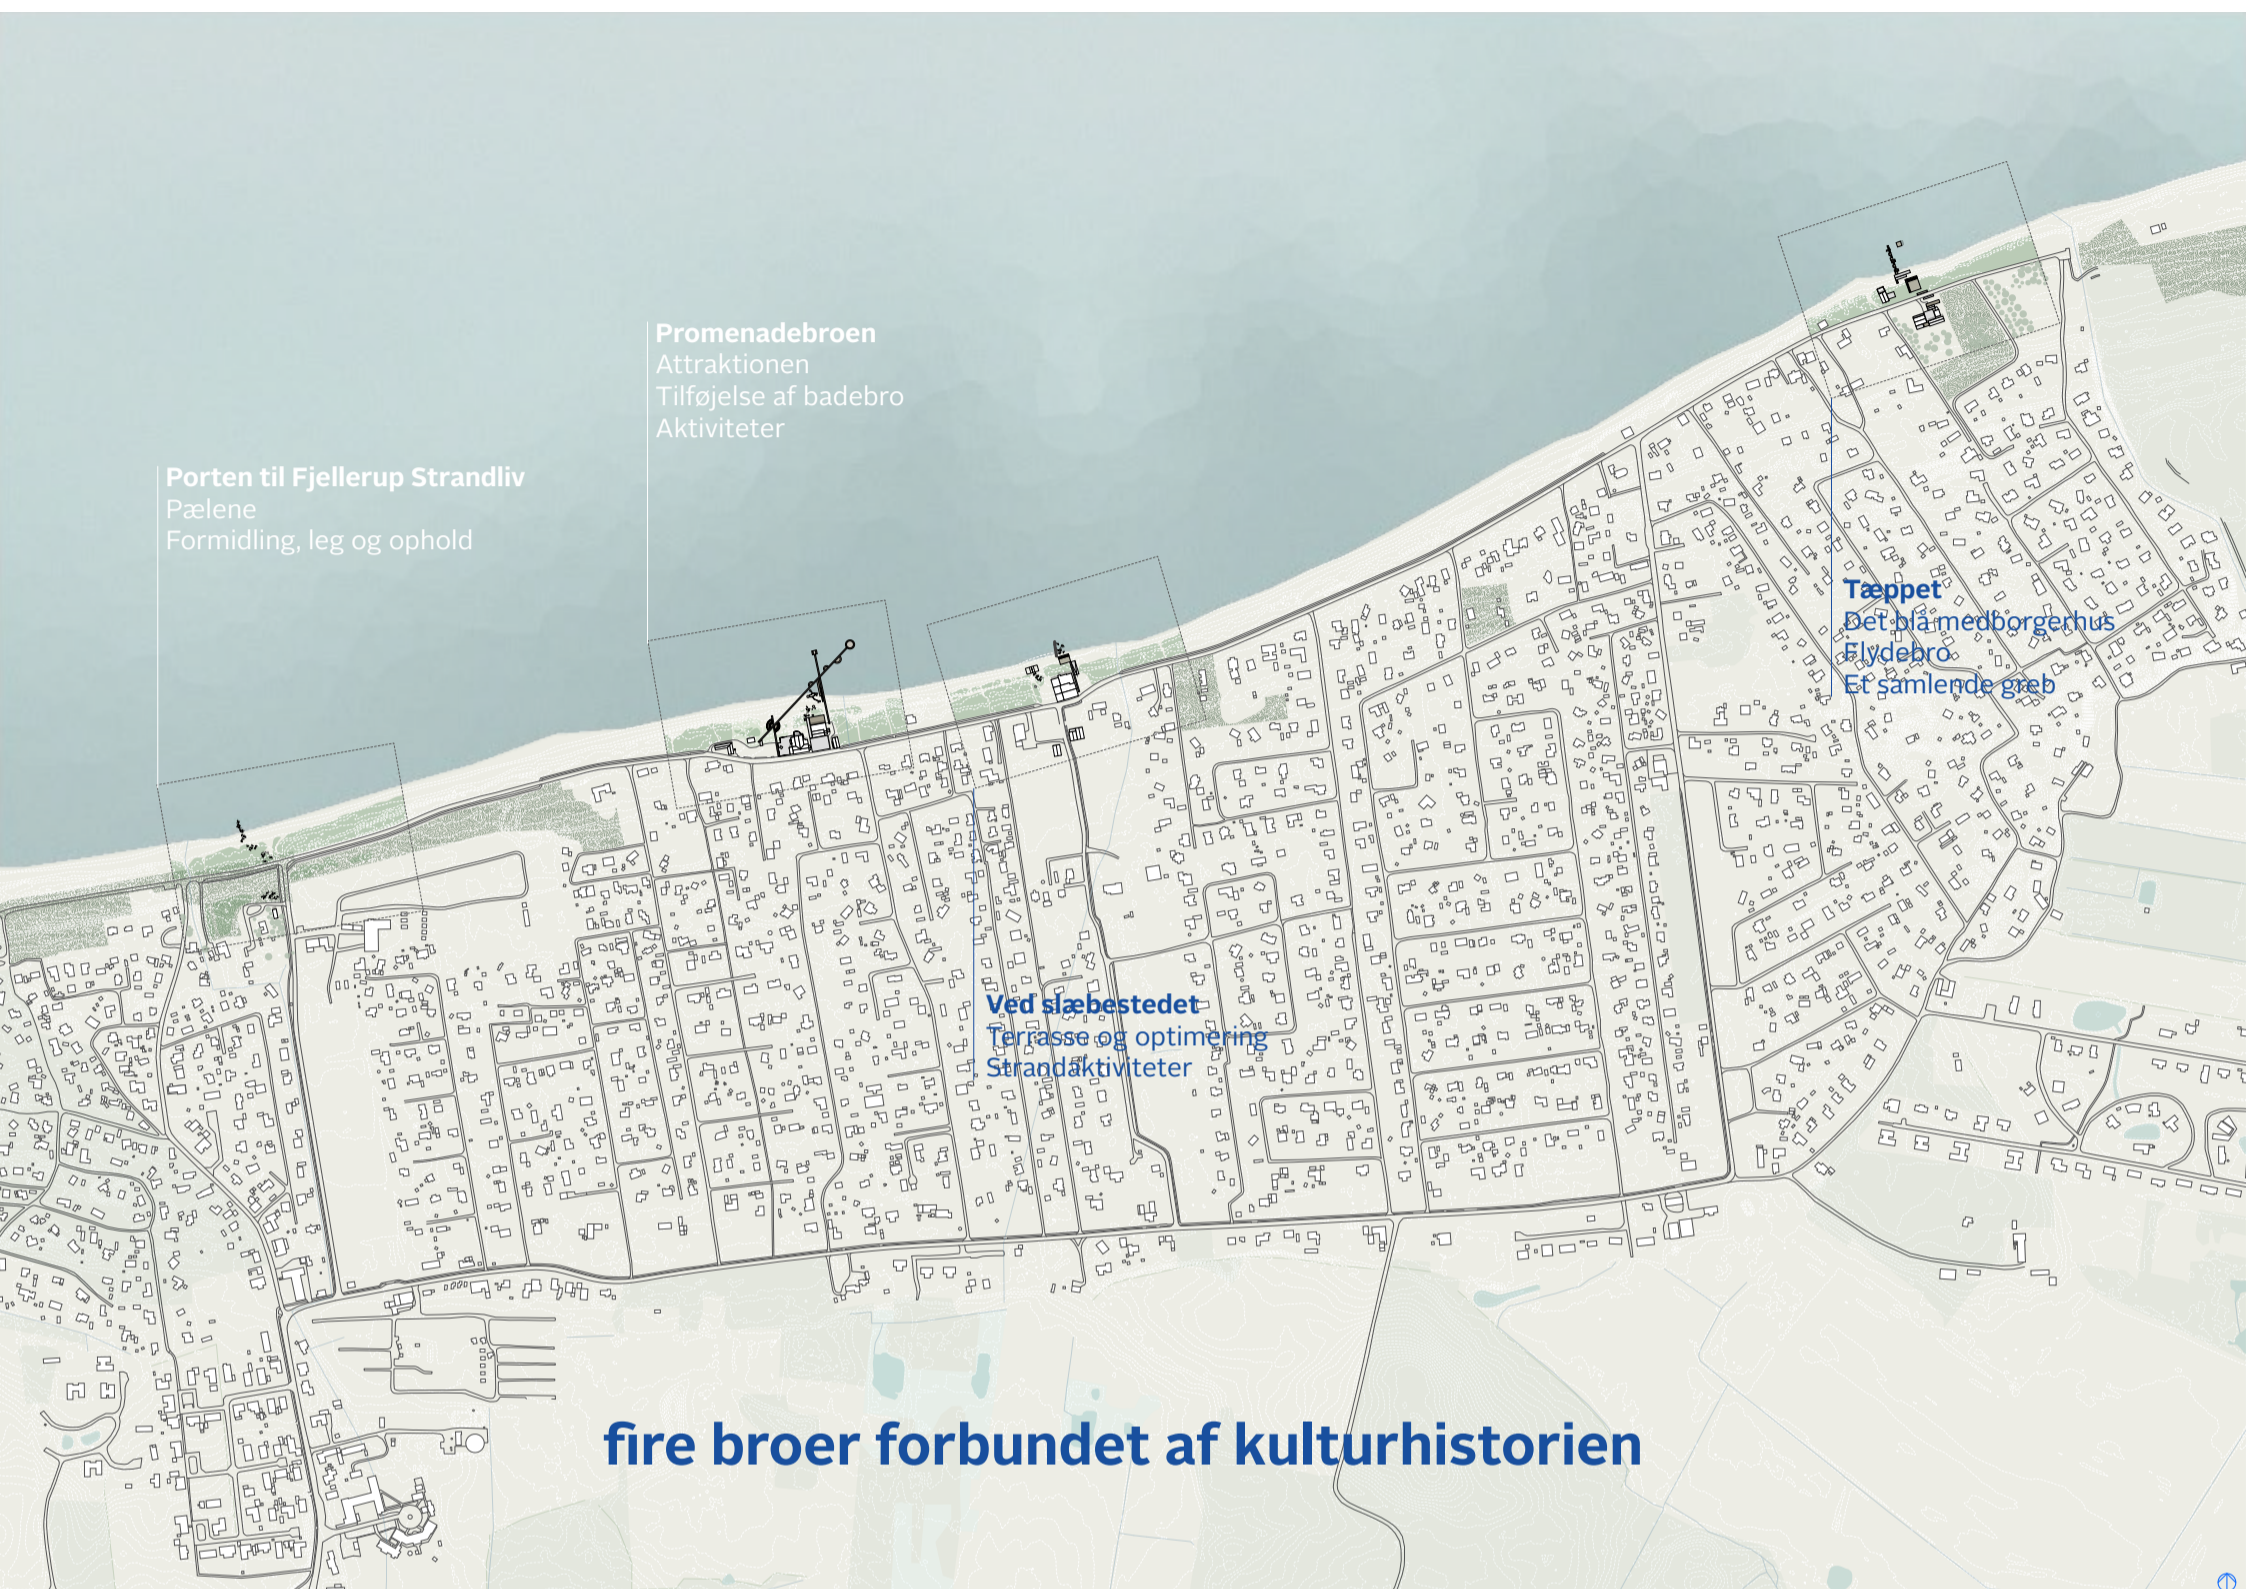 Promenadebroen
Attraktionen
Tilføjelse af badebro
Aktiviteter
Porten til Fjellerup Strandliv
Pælene
Formidling, leg og ophold
Tæppet
Det blå medborgerhus
Flydebro
Et samlende greb
Ved slæbestedet
Terrasse og optimering
Strandaktiviteter
fire broer forbundet af kulturhistorien